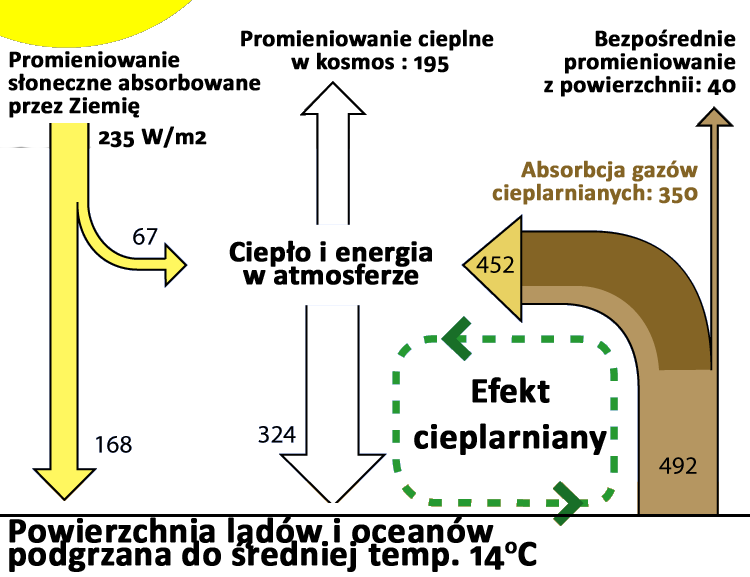 Promieniowanie
słoneczne absorbowane
przez Ziemię
235 W/m2
Promieniowanie cieplne
w kosmos : 195
Bezpośrednie
promieniowanie
z powierzchnii: 40
Absorbcja gazów
cieplarnianych: 350
67
Ciepło i energia
w atmosferze
452
Efekt
cieplarniany
168
324
492
Powierzchnia lądów i oceanów
podgrzana do średniej temp. 14°C